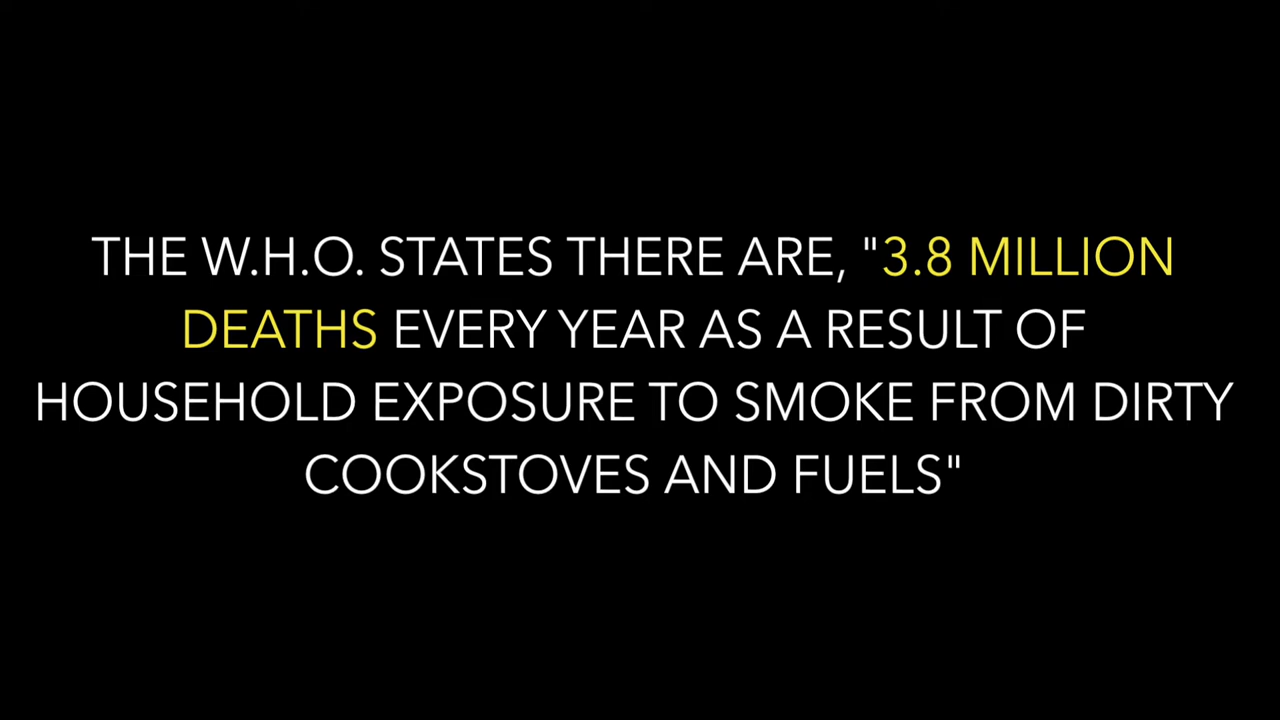 THE W.H.O. STATES THERE ARE, "3.8 MILLION
DEATHS EVERY YEAR AS A RESULT OF
HOUSEHOLD EXPOSURE TO SMOKE FROM DIRTY
COOKSTOVES AND FUELS"